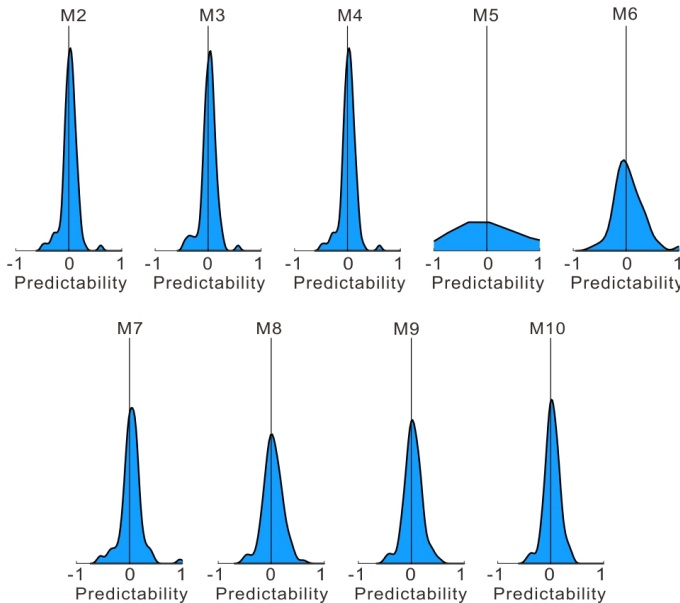 M2 M3 M4 M5 M6
-1 0 1 -1 0 1 -1 0 1 -1 0 1 -1 0 1
Predictability Predictability Predictability Predictability Predictability
M7 M8 M9 M10
-1 0 1 -1 0 1 -1 0 1 -1 0 1
Predictability Predictability Predictability Predictability